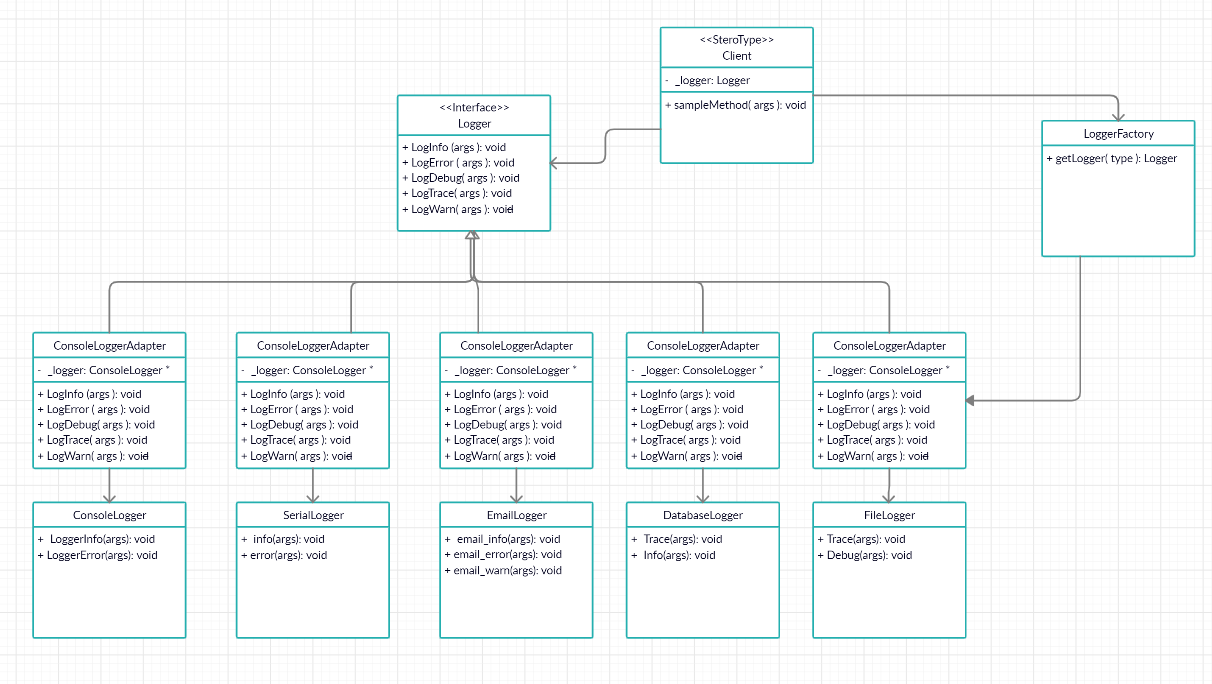 <<SteroType>>
Client
- _logger: Logger
+ sampleMethod( args ): void
<<Interface>>
Logger
+ LogInfo (args ): void
+ LogError ( args ): void
+ LogDebug( args ): void
+ LogTrace( args ): void
+ LogWarn( args ): void
LoggerFactory
+ getLogger( type ): Logger
ConsoleLoggerAdapter
- _logger: ConsoleLogger *
+ LogInfo (args ): void
+ LogError ( args ): void
+ LogDebug( args ): void
+ LogTrace( args ): void
+ LogWarn( args ): void
ConsoleLoggerAdapter
- _logger: ConsoleLogger *
+ LogInfo (args ): void
+ LogError ( args ): void
+ LogDebug( args ): void
+ LogTrace( args ): void
+ LogWarn( args ): void
ConsoleLoggerAdapter
- _logger: ConsoleLogger *
+ LogInfo (args ): void
+ LogError ( args ): void
+ LogDebug( args ): void
+ LogTrace( args ): void
+ LogWarn( args ): void
ConsoleLoggerAdapter
- _logger: ConsoleLogger *
+ LogInfo (args ): void
+ LogError ( args ): void
+ LogDebug( args ): void
+ LogTrace( args ): void
+ LogWarn( args ): void
ConsoleLoggerAdapter
- _logger: ConsoleLogger *
+ LogInfo (args ): void
+ LogError ( args ): void
+ LogDebug( args ): void
+ LogTrace( args ): void
+ LogWarn( args ): void
ConsoleLogger
+ LoggerInfo(args): void
+ LoggerError(args): void
SerialLogger
+ info(args): void
+ error(args): void
EmailLogger
+ email_info(args): void
+ email_error(args): void
+ email_warn(args): void
DatabaseLogger
+ Trace(args): void
+ Info(args): void
FileLogger
+ Trace(args): void
+ Debug(args): void